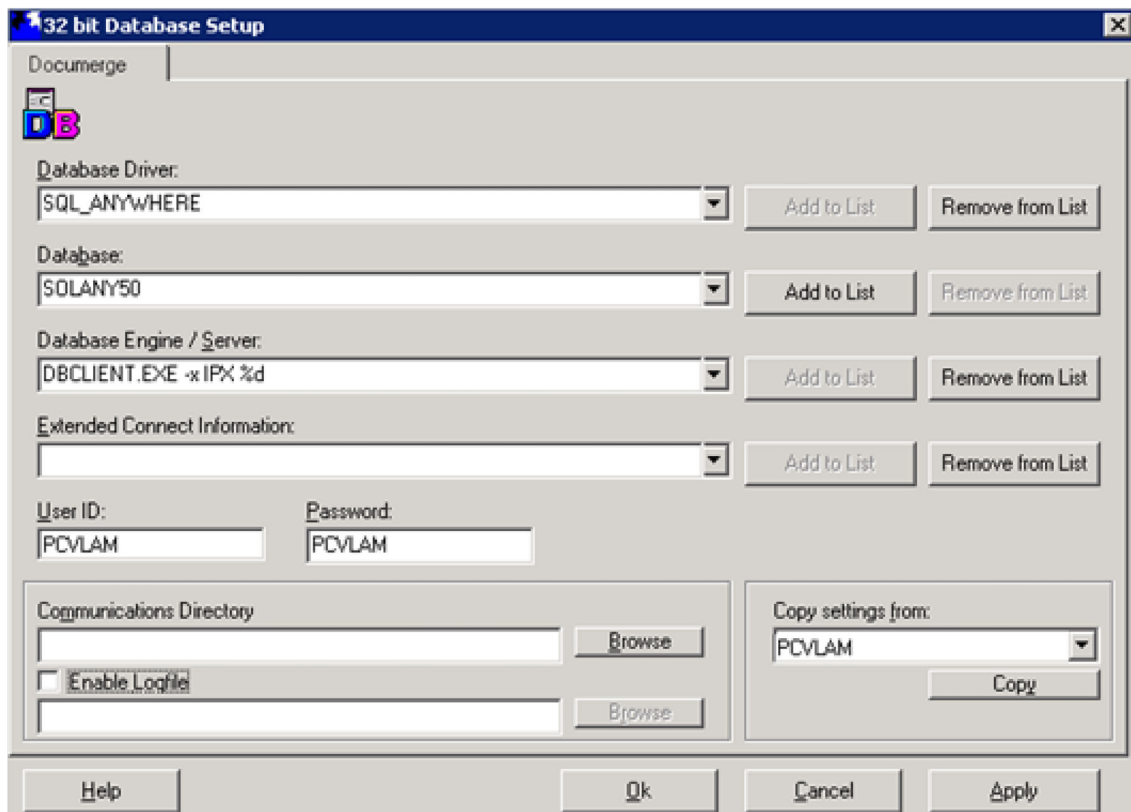 32 bit Database Setup
Documerge
DB
Database Driver:
SQL_ANYWHERE
Add to List
Remove from List
Database:
SOLANY50
Add to List
Remove from List
Database Engine / Server:
DBCLIENT.EXE -x IPX %d
Add to List
Remove from List
Extended Connect Information:
Add to List
Remove from List
User ID:
Password:
PCVLAM
PCVLAM
Communications Directory
Browse
Enable Logfile
Browse
Copy settings from:
PCVLAM
Copy
Help
Ok
Cancel
Apply